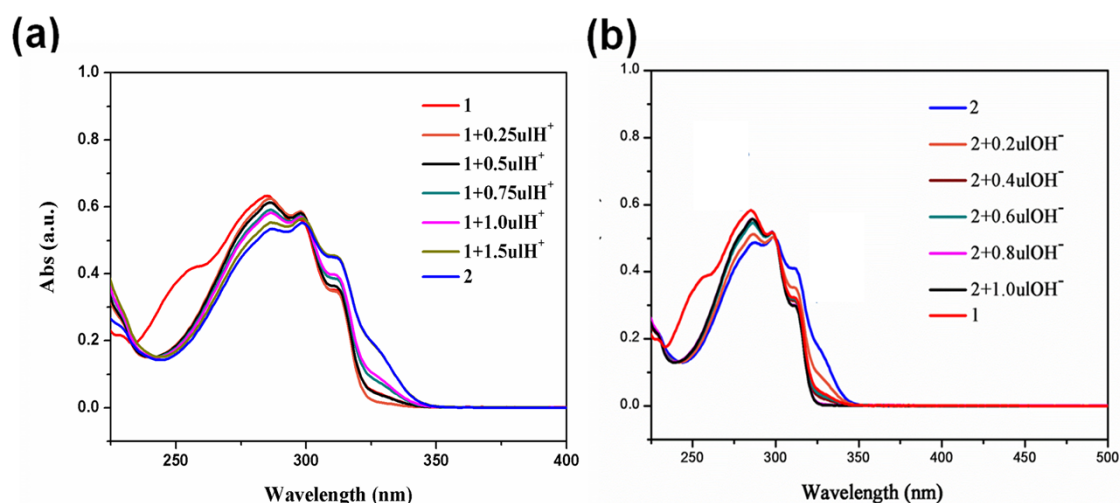 (a)
1.0
0.8
0.6
0.4
0.2
0.0
Abs (a.u.)
250
300
350
400
Wavelength (nm)
1
1+0.25ulH⁺
1+0.5ulH⁺
1+0.75ulH⁺
1+1.0ulH⁺
1+1.5ulH⁺
2
(b)
1.0
0.8
0.6
0.4
0.2
0.0
250
300
350
400
450
500
Wavelength (nm)
2
2+0.2ulOH⁻
2+0.4ulOH⁻
2+0.6ulOH⁻
2+0.8ulOH⁻
2+1.0ulOH⁻
1